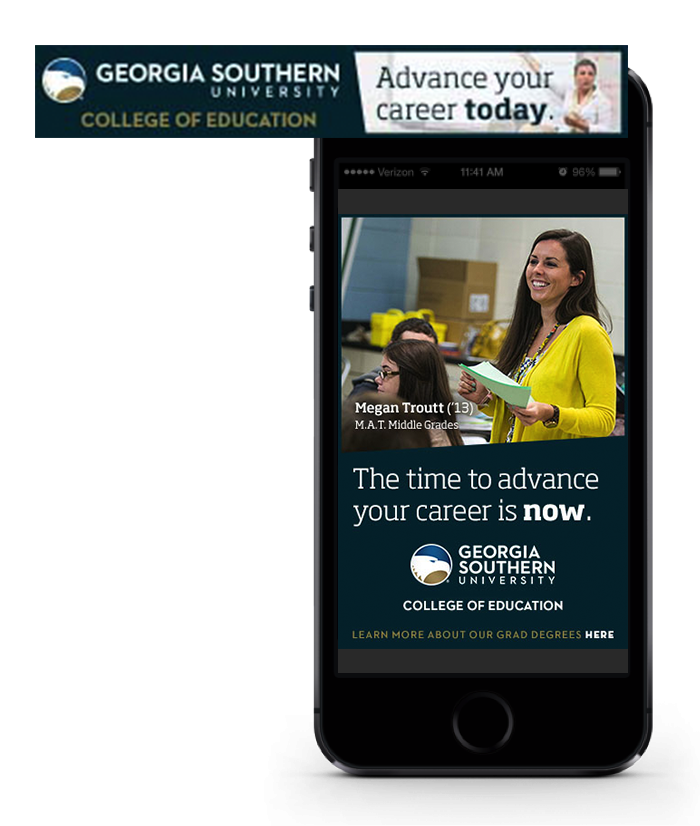 GEORGIA SOUTHERN
UNIVERSITY
COLLEGE OF EDUCATION
Advance your
career today.
Verizon 11:41 AM 96%
Megan Troutt ('13)
M.A.T. Middle Grades
The time to advance
your career is now.
GEORGIA
SOUTHERN
UNIVERSITY
COLLEGE OF EDUCATION
LEARN MORE ABOUT OUR GRAD DEGREES HERE